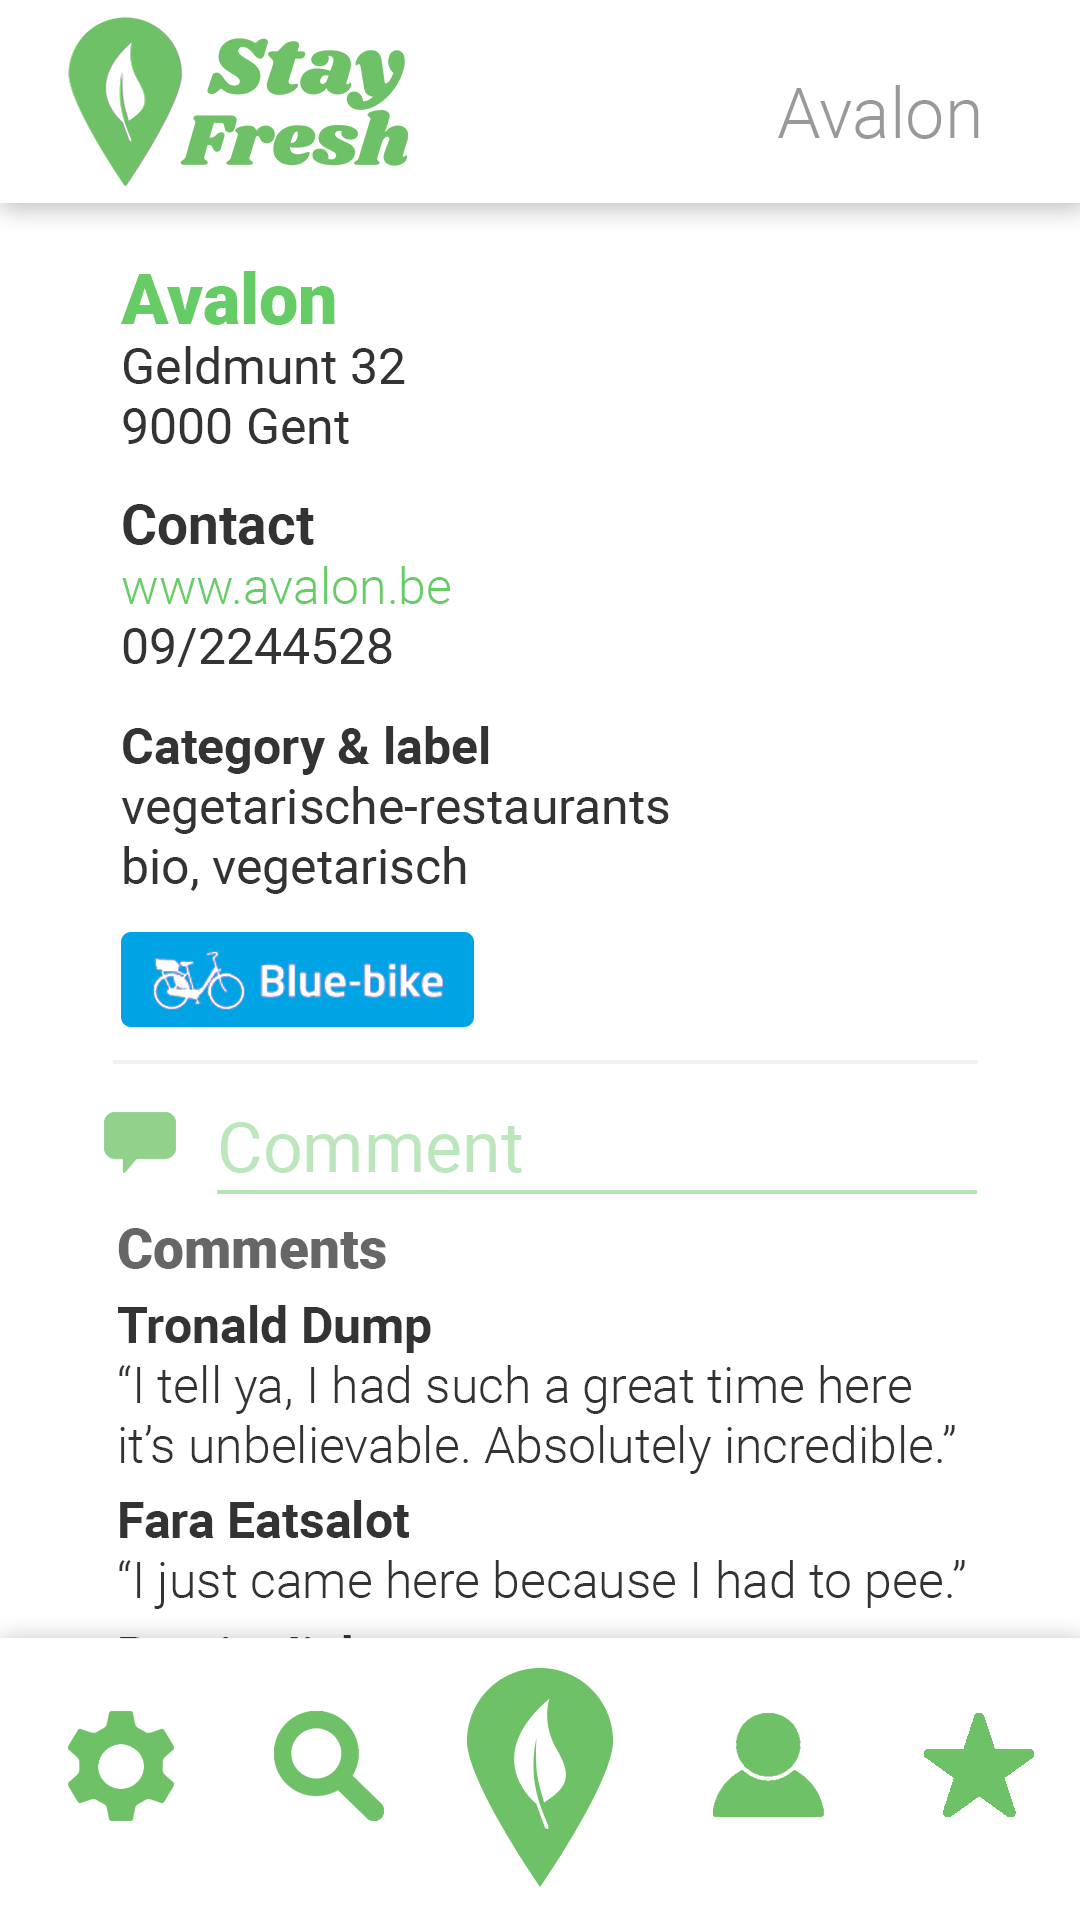 Stay
Fresh
Avalon
Avalon
Geldmunt 32
9000 Gent
Contact
www.avalon.be
09/2244528
Category & label
vegetarische-restaurants
bio, vegetarisch
Blue-bike
Comment
Comments
Tronald Dump
“I tell ya, I had such a great time here
it’s unbelievable. Absolutely incredible.”
Fara Eatsalot
“I just came here because I had to pee.”